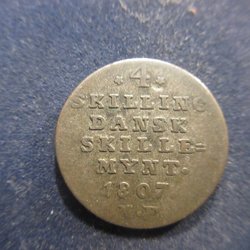 * 4 *
SKILLING
DANSK
SKILLE=
MYNT.
1807